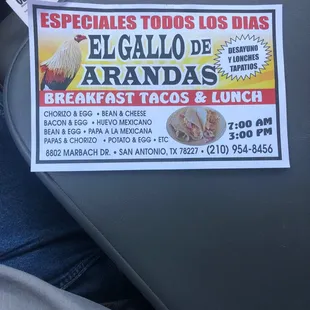 ESPECIALES TODOS LOS DIAS
EL GALLO DE
ARANDAS
DESAYUNO
Y LONCHES
TAPATIOS
BREAKFAST TACOS & LUNCH
CHORIZO & EGG • BEAN & CHEESE
BACON & EGG • HUEVO MEXICANO
BEAN & EGG • PAPA A LA MEXICANA
PAPAS & CHORIZO • POTATO & EGG • ETC
7:00 AM
3:00 PM
8802 MARBACH DR. • SAN ANTONIO, TX 78227 • (210) 954-8456